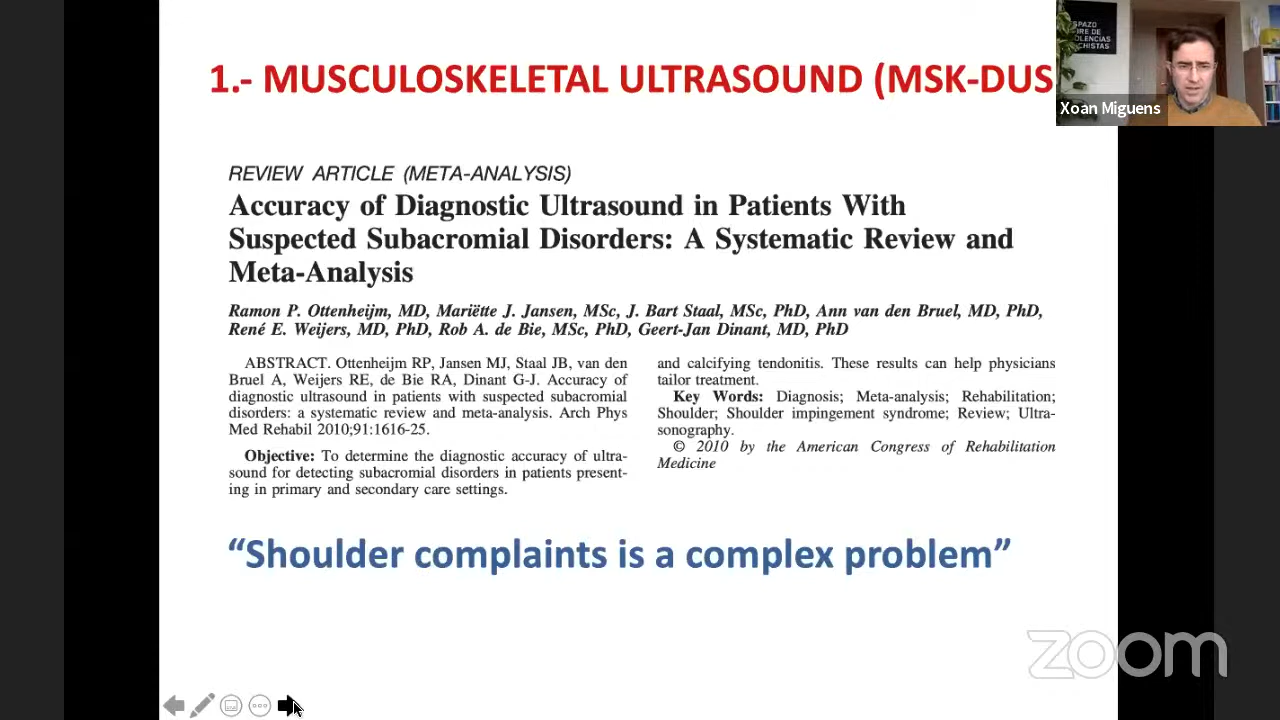 1.- MUSCULOSKELETAL ULTRASOUND (MSK-DUS
Xoan Miguens
REVIEW ARTICLE (META-ANALYSIS)
Accuracy of Diagnostic Ultrasound in Patients With
Suspected Subacromial Disorders: A Systematic Review and
Meta-Analysis
Ramon P. Ottenheijm, MD, Mariëtte J. Jansen, MSc, J. Bart Staal, MSc, PhD, Ann van den Bruel, MD, PhD,
René E. Weijers, MD, PhD, Rob A. de Bie, MSc, PhD, Geert-Jan Dinant, MD, PhD
ABSTRACT. Ottenheijm RP, Jansen MJ, Staal JB, van den
Bruel A, Weijers RE, de Bie RA, Dinant G-J. Accuracy of
diagnostic ultrasound in patients with suspected subacromial
disorders: a systematic review and meta-analysis. Arch Phys
Med Rehabil 2010;91:1616-25.
Objective: To determine the diagnostic accuracy of ultra-
sound for detecting subacromial disorders in patients present-
ing in primary and secondary care settings.
and calcifying tendonitis. These results can help physicians
tailor treatment.
Key Words: Diagnosis; Meta-analysis; Rehabilitation;
Shoulder; Shoulder impingement syndrome; Review; Ultra-
sonography.
© 2010 by the American Congress of Rehabilitation
Medicine
“Shoulder complaints is a complex problem”
zoom